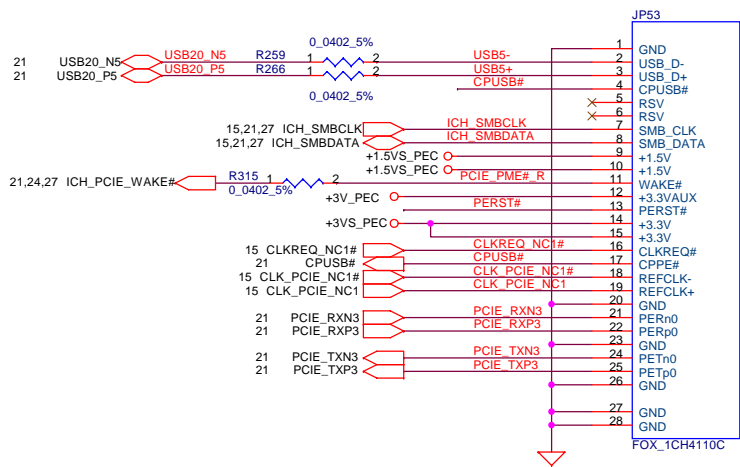 JP53
0_0402_5%
21 USB20_N5 USB20_N5 R259 1 2 USB5- 1 GND
2 USB_D-
21 USB20_P5 USB20_P5 R266 1 2 USB5+ 3 USB_D+
CPUSB# 4 CPUSB#
0_0402_5%
5 RSV
6 RSV
15,21,27 ICH_SMBCLK ICH_SMBCLK 7 SMB_CLK
15,21,27 ICH_SMBDATA ICH_SMBDATA 8 SMB_DATA
+1.5VS_PEC 9 +1.5V
+1.5VS_PEC 10 +1.5V
21,24,27 ICH_PCIE_WAKE# R315 1 2 PCIE_PME#_R 11 WAKE#
0_0402_5%
+3V_PEC 12 +3.3VAUX
PERST# 13 PERST#
+3VS_PEC 14 +3.3V
15 +3.3V
15 CLKREQ_NC1# CLKREQ_NC1# 16 CLKREQ#
21 CPUSB# CPUSB# 17 CPPE#
15 CLK_PCIE_NC1# CLK_PCIE_NC1# 18 REFCLK-
15 CLK_PCIE_NC1 CLK_PCIE_NC1 19 REFCLK+
20 GND
21 PCIE_RXN3 PCIE_RXN3 21 PERn0
21 PCIE_RXP3 PCIE_RXP3 22 PERp0
23 GND
21 PCIE_TXN3 PCIE_TXN3 24 PETn0
21 PCIE_TXP3 PCIE_TXP3 25 PETp0
26 GND
27 GND
28 GND
FOX_1CH4110C